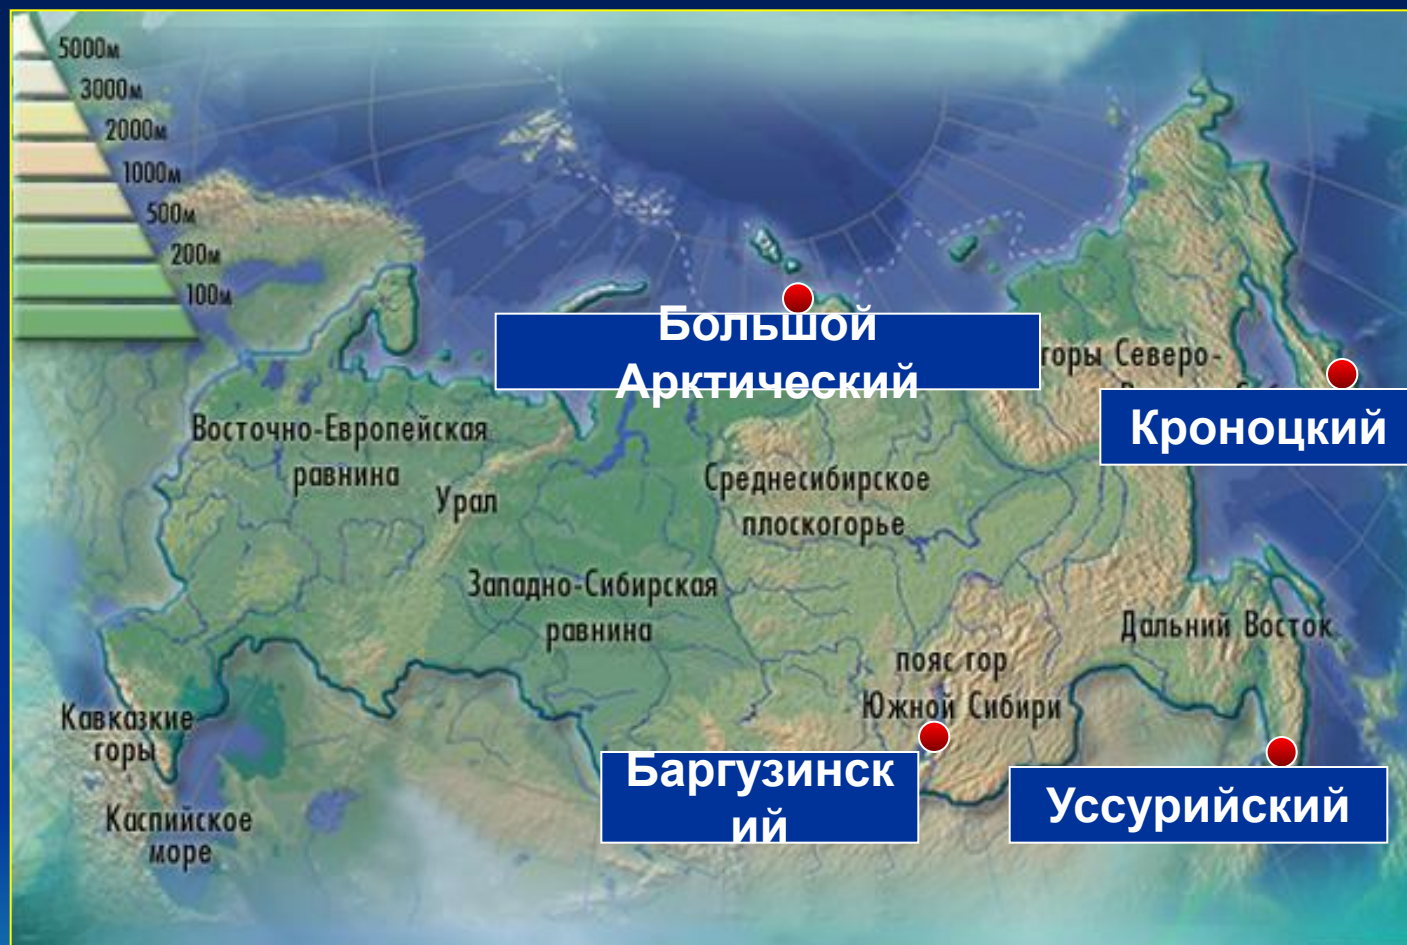 5000м
3000м
2000м
1000м
500м
200м
100м
Большой
Арктический
горы Северо-
Кроноцкий
Восточно-Европейская
равнина
Урал
Среднесибирское
плоскогорье
Западно-Сибирская
равнина
Дальний Восток
пояс гор
Южной Сибири
Кавказкие
горы
Баргузинск
ий
Уссурийский
Каспийское
море